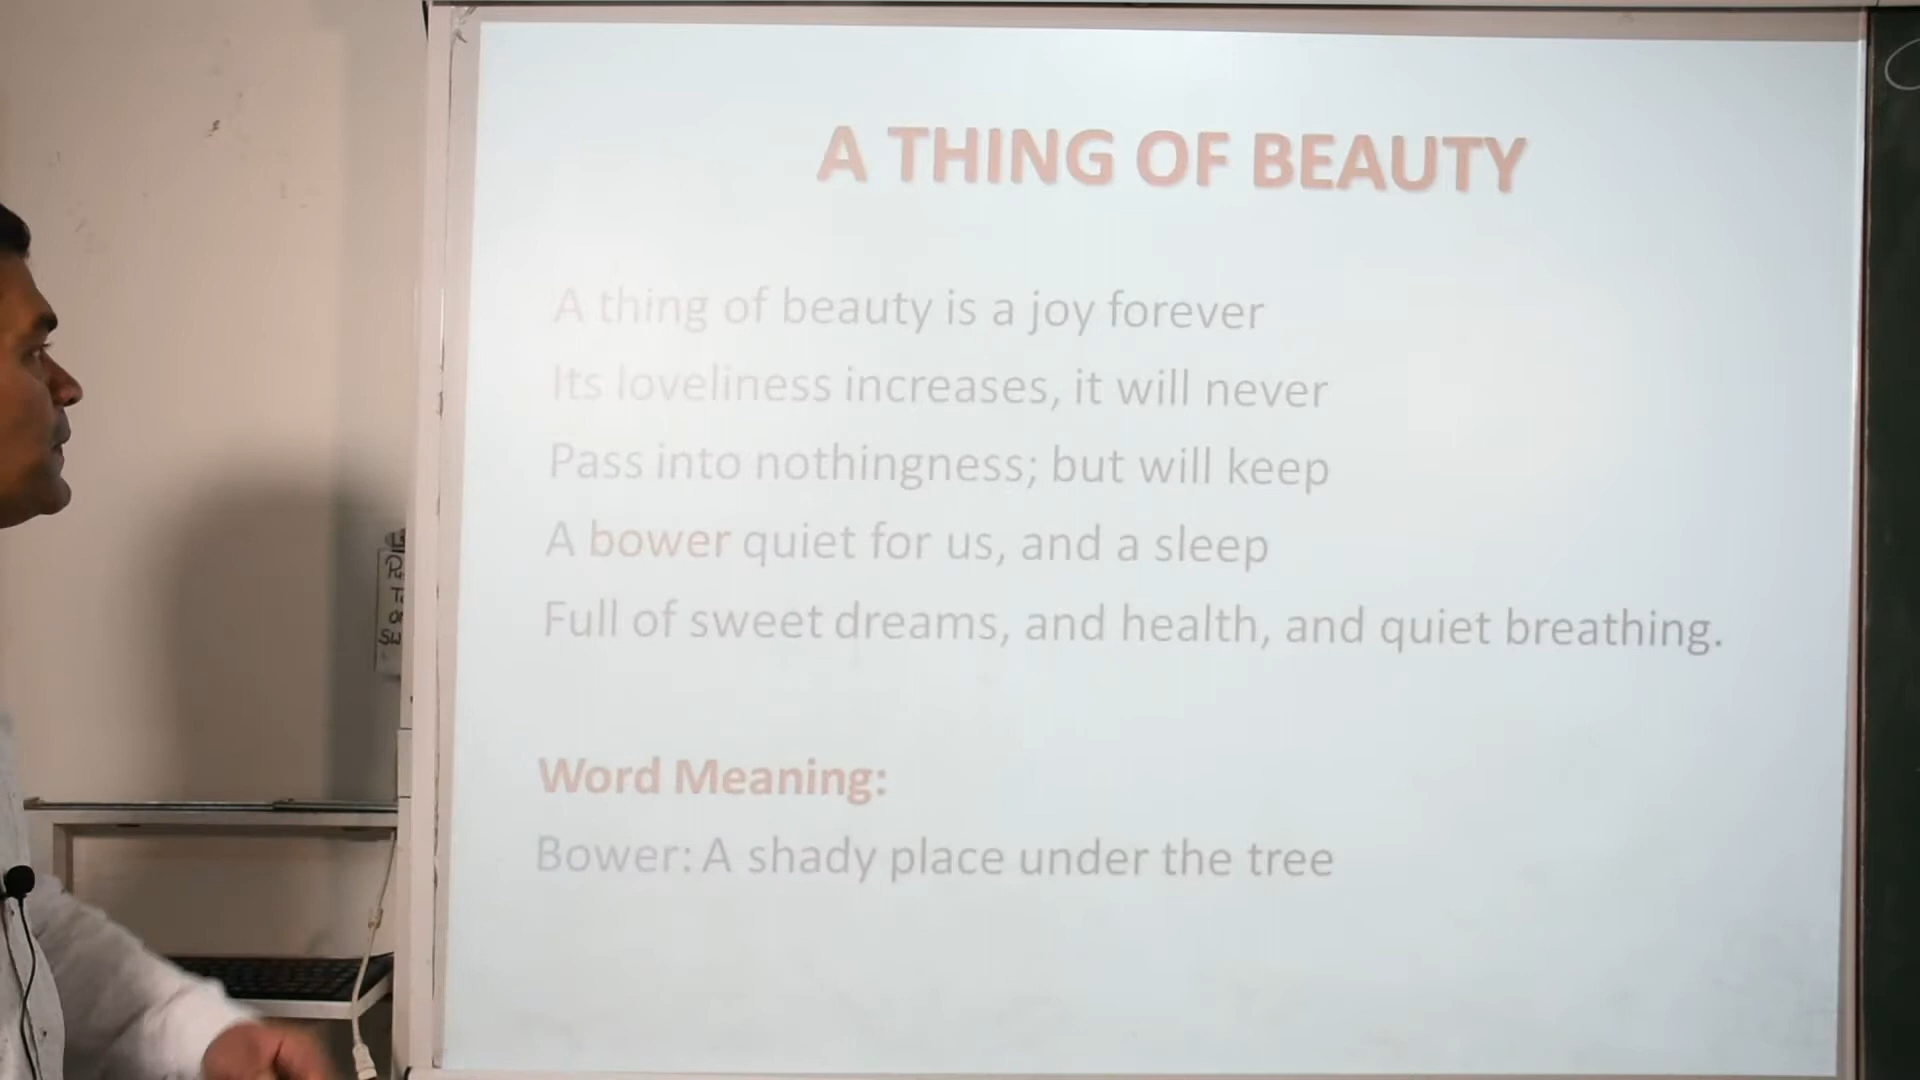 A THING OF BEAUTY
A thing of beauty is a joy forever
Its loveliness increases, it will never
Pass into nothingness; but will keep
A bower quiet for us, and a sleep
Full of sweet dreams, and health, and quiet breathing.
Word Meaning:
Bower: A shady place under the tree